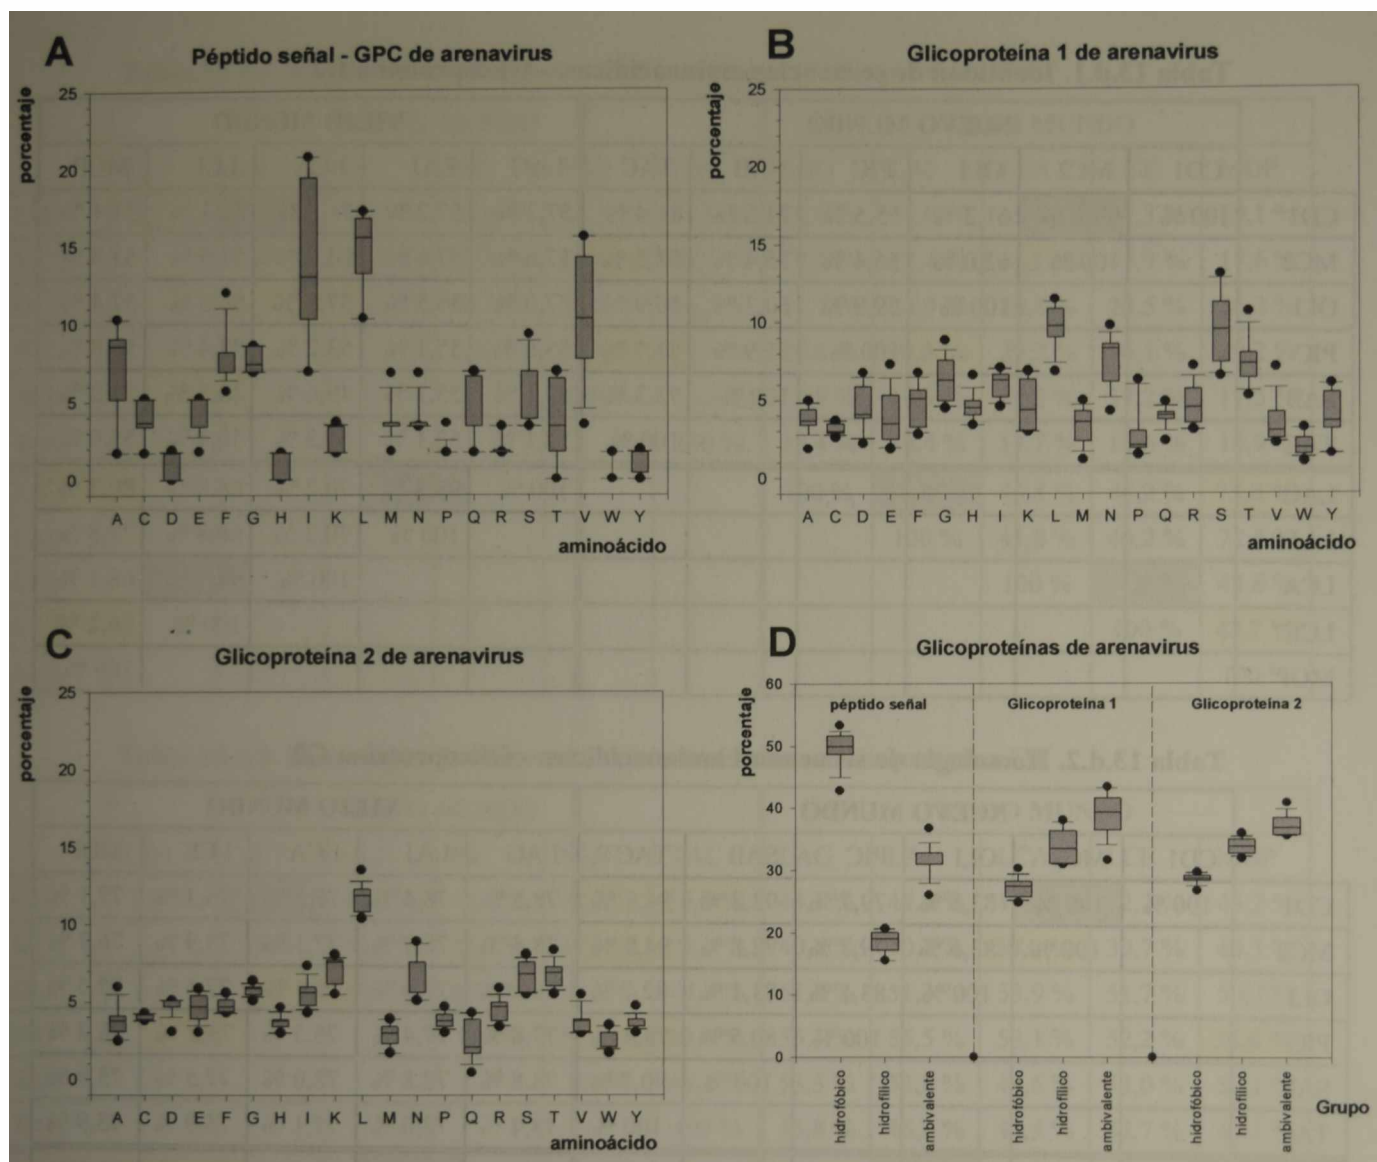 A
Péptido señal - GPC de arenavirus
porcentaje
25
20
15
10
5
0
A C D E F G H I K L M N P Q R S T V W Y
aminoácido
B
Glicoproteína 1 de arenavirus
porcentaje
25
20
15
10
5
0
A C D E F G H I K L M N P Q R S T V W Y
aminoácido
C
Glicoproteína 2 de arenavirus
porcentaje
25
20
15
10
5
0
A C D E F G H I K L M N P Q R S T V W Y
aminoácido
D
Glicoproteínas de arenavirus
porcentaje
péptido señal Glicoproteína 1 Glicoproteína 2
60
50
40
30
20
10
0
hidrofóbico
hidrofílico
ambivalente
hidrofóbico
hidrofílico
ambivalente
hidrofóbico
hidrofílico
ambivalente
Grupo